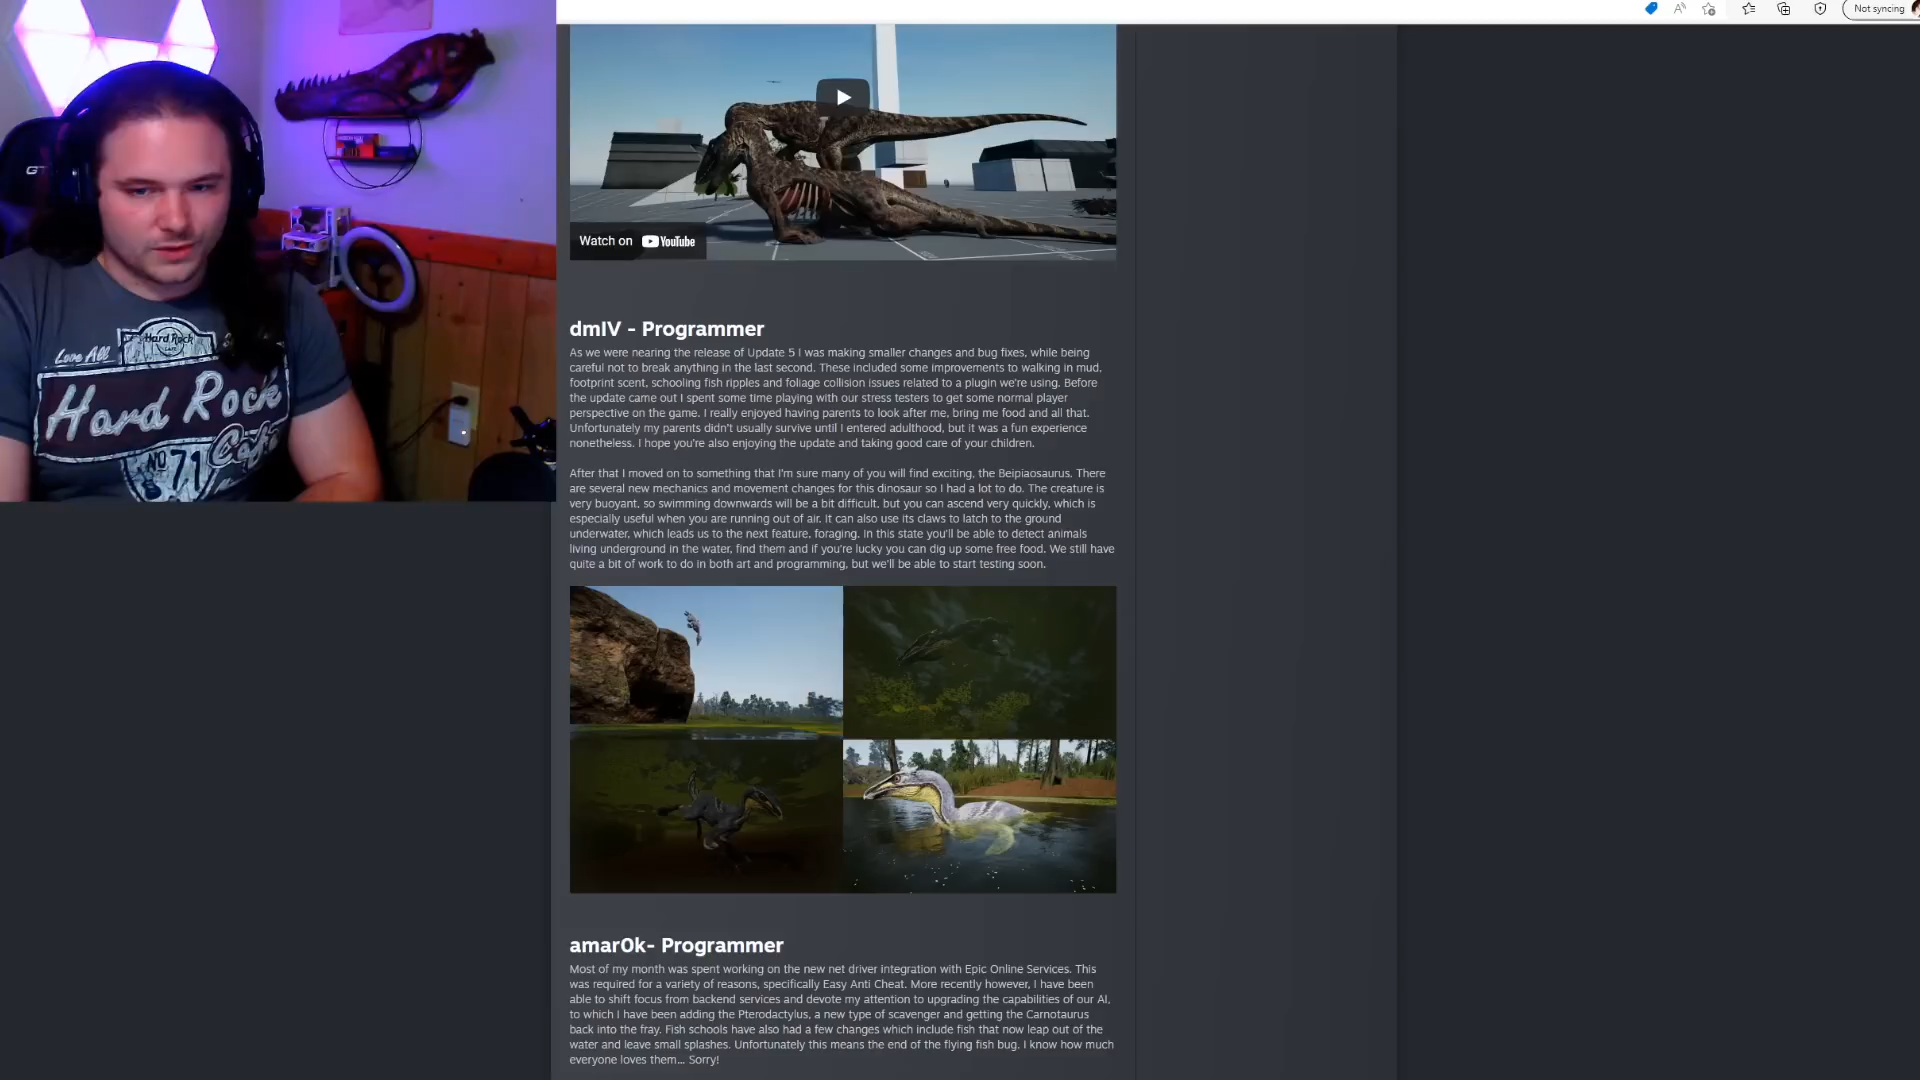 Not syncing
GT
Love All
Hard Rock
CAFE
Hard Rock
Cafe
NO 71
Watch on YouTube
dmIV - Programmer
As we were nearing the release of Update 5 I was making smaller changes and bug fixes, while being
careful not to break anything in the last second. These included some improvements to walking in mud,
footprint scent, schooling fish ripples and foliage collision issues related to a plugin we're using. Before
the update came out I spent some time playing with our stress testers to get some normal player
perspective on the game. I really enjoyed having parents to look after me, bring me food and all that.
Unfortunately my parents didn't usually survive until I entered adulthood, but it was a fun experience
nonetheless. I hope you're also enjoying the update and taking good care of your children.
After that I moved on to something that I'm sure many of you will find exciting, the Beipiaosaurus. There
are several new mechanics and movement changes for this dinosaur so I had a lot to do. The creature is
very buoyant, so swimming downwards will be a bit difficult, but you can ascend very quickly, which is
especially useful when you are running out of air. It can also use its claws to latch to the ground
underwater, which leads us to the next feature, foraging. In this state you'll be able to detect animals
living underground in the water, find them and if you're lucky you can dig up some free food. We still have
quite a bit of work to do in both art and programming, but we'll be able to start testing soon.
amar0k- Programmer
Most of my month was spent working on the new net driver integration with Epic Online Services. This
was required for a variety of reasons, specifically Easy Anti Cheat. More recently however, I have been
able to shift focus from backend services and devote my attention to upgrading the capabilities of our AI,
to which I have been adding the Pterodactylus, a new type of scavenger and getting the Carnotaurus
back into the fray. Fish schools have also had a few changes which include fish that now leap out of the
water and leave small splashes. Unfortunately this means the end of the flying fish bug. I know how much
everyone loves them... Sorry!